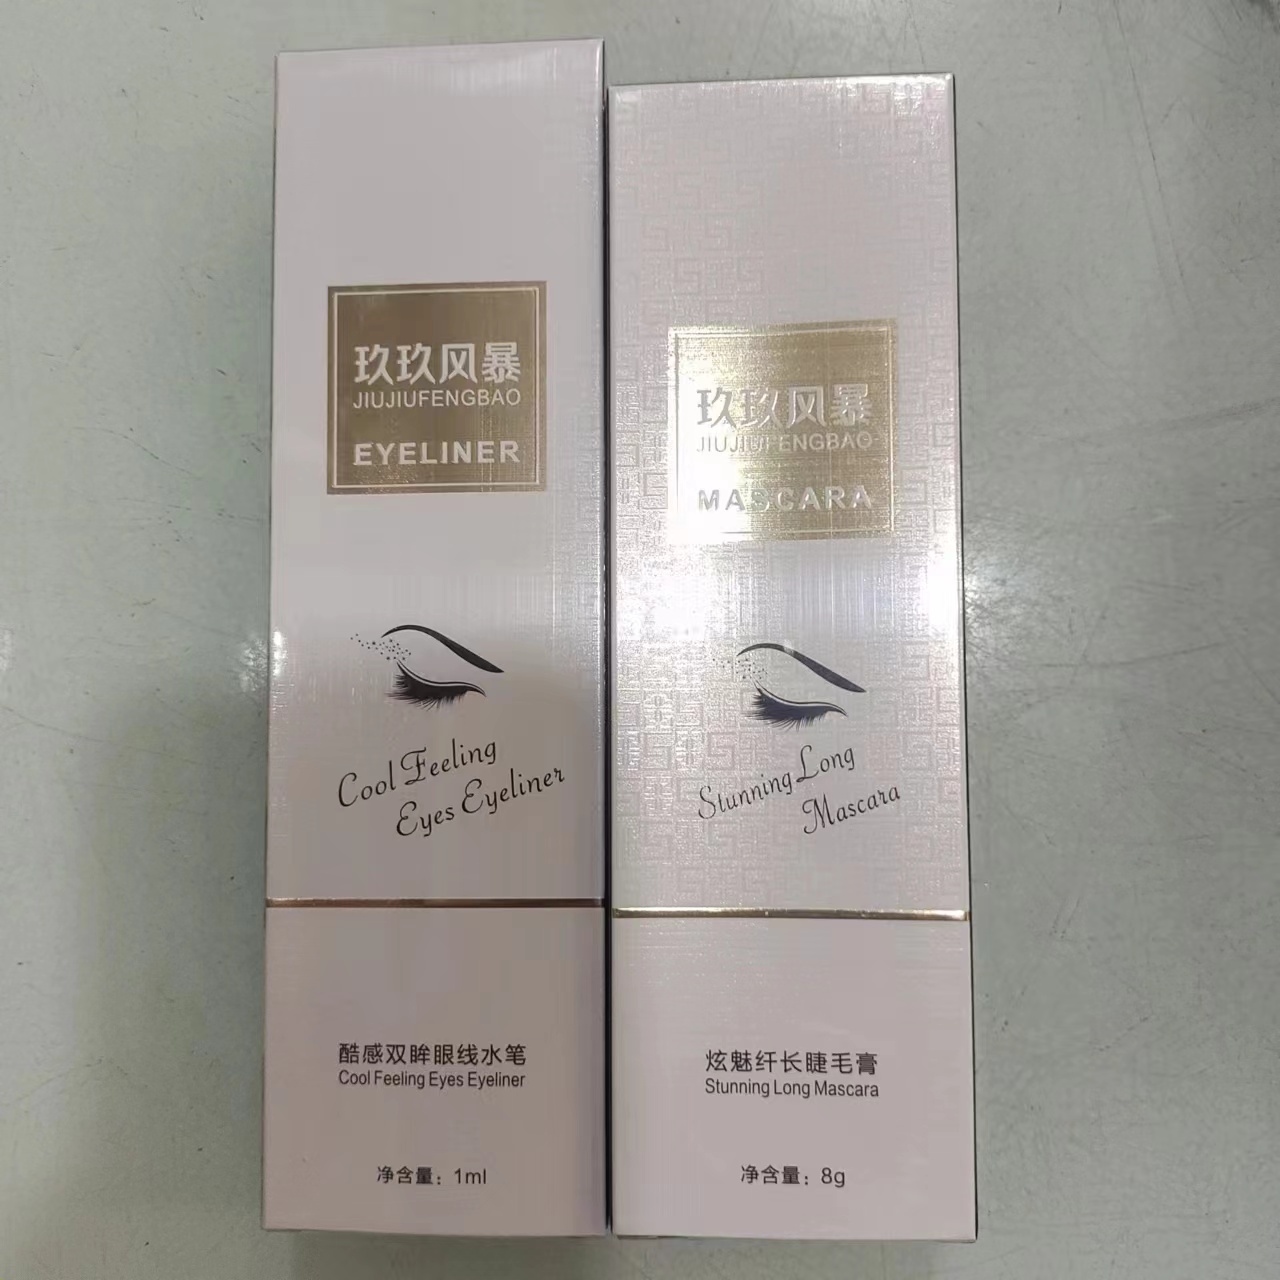 玖玖风暴
JIUJIUFENGBAO
EYELINER
Cool Feeling
Eyes Eyeliner
酷感双眸眼线水笔
Cool Feeling Eyes Eyeliner
净含量：1ml
玖玖风暴
JIUJIUFENGBAO
MASCARA
Stunning Long
Mascara
炫魅纤长睫毛膏
Stunning Long Mascara
净含量：8g